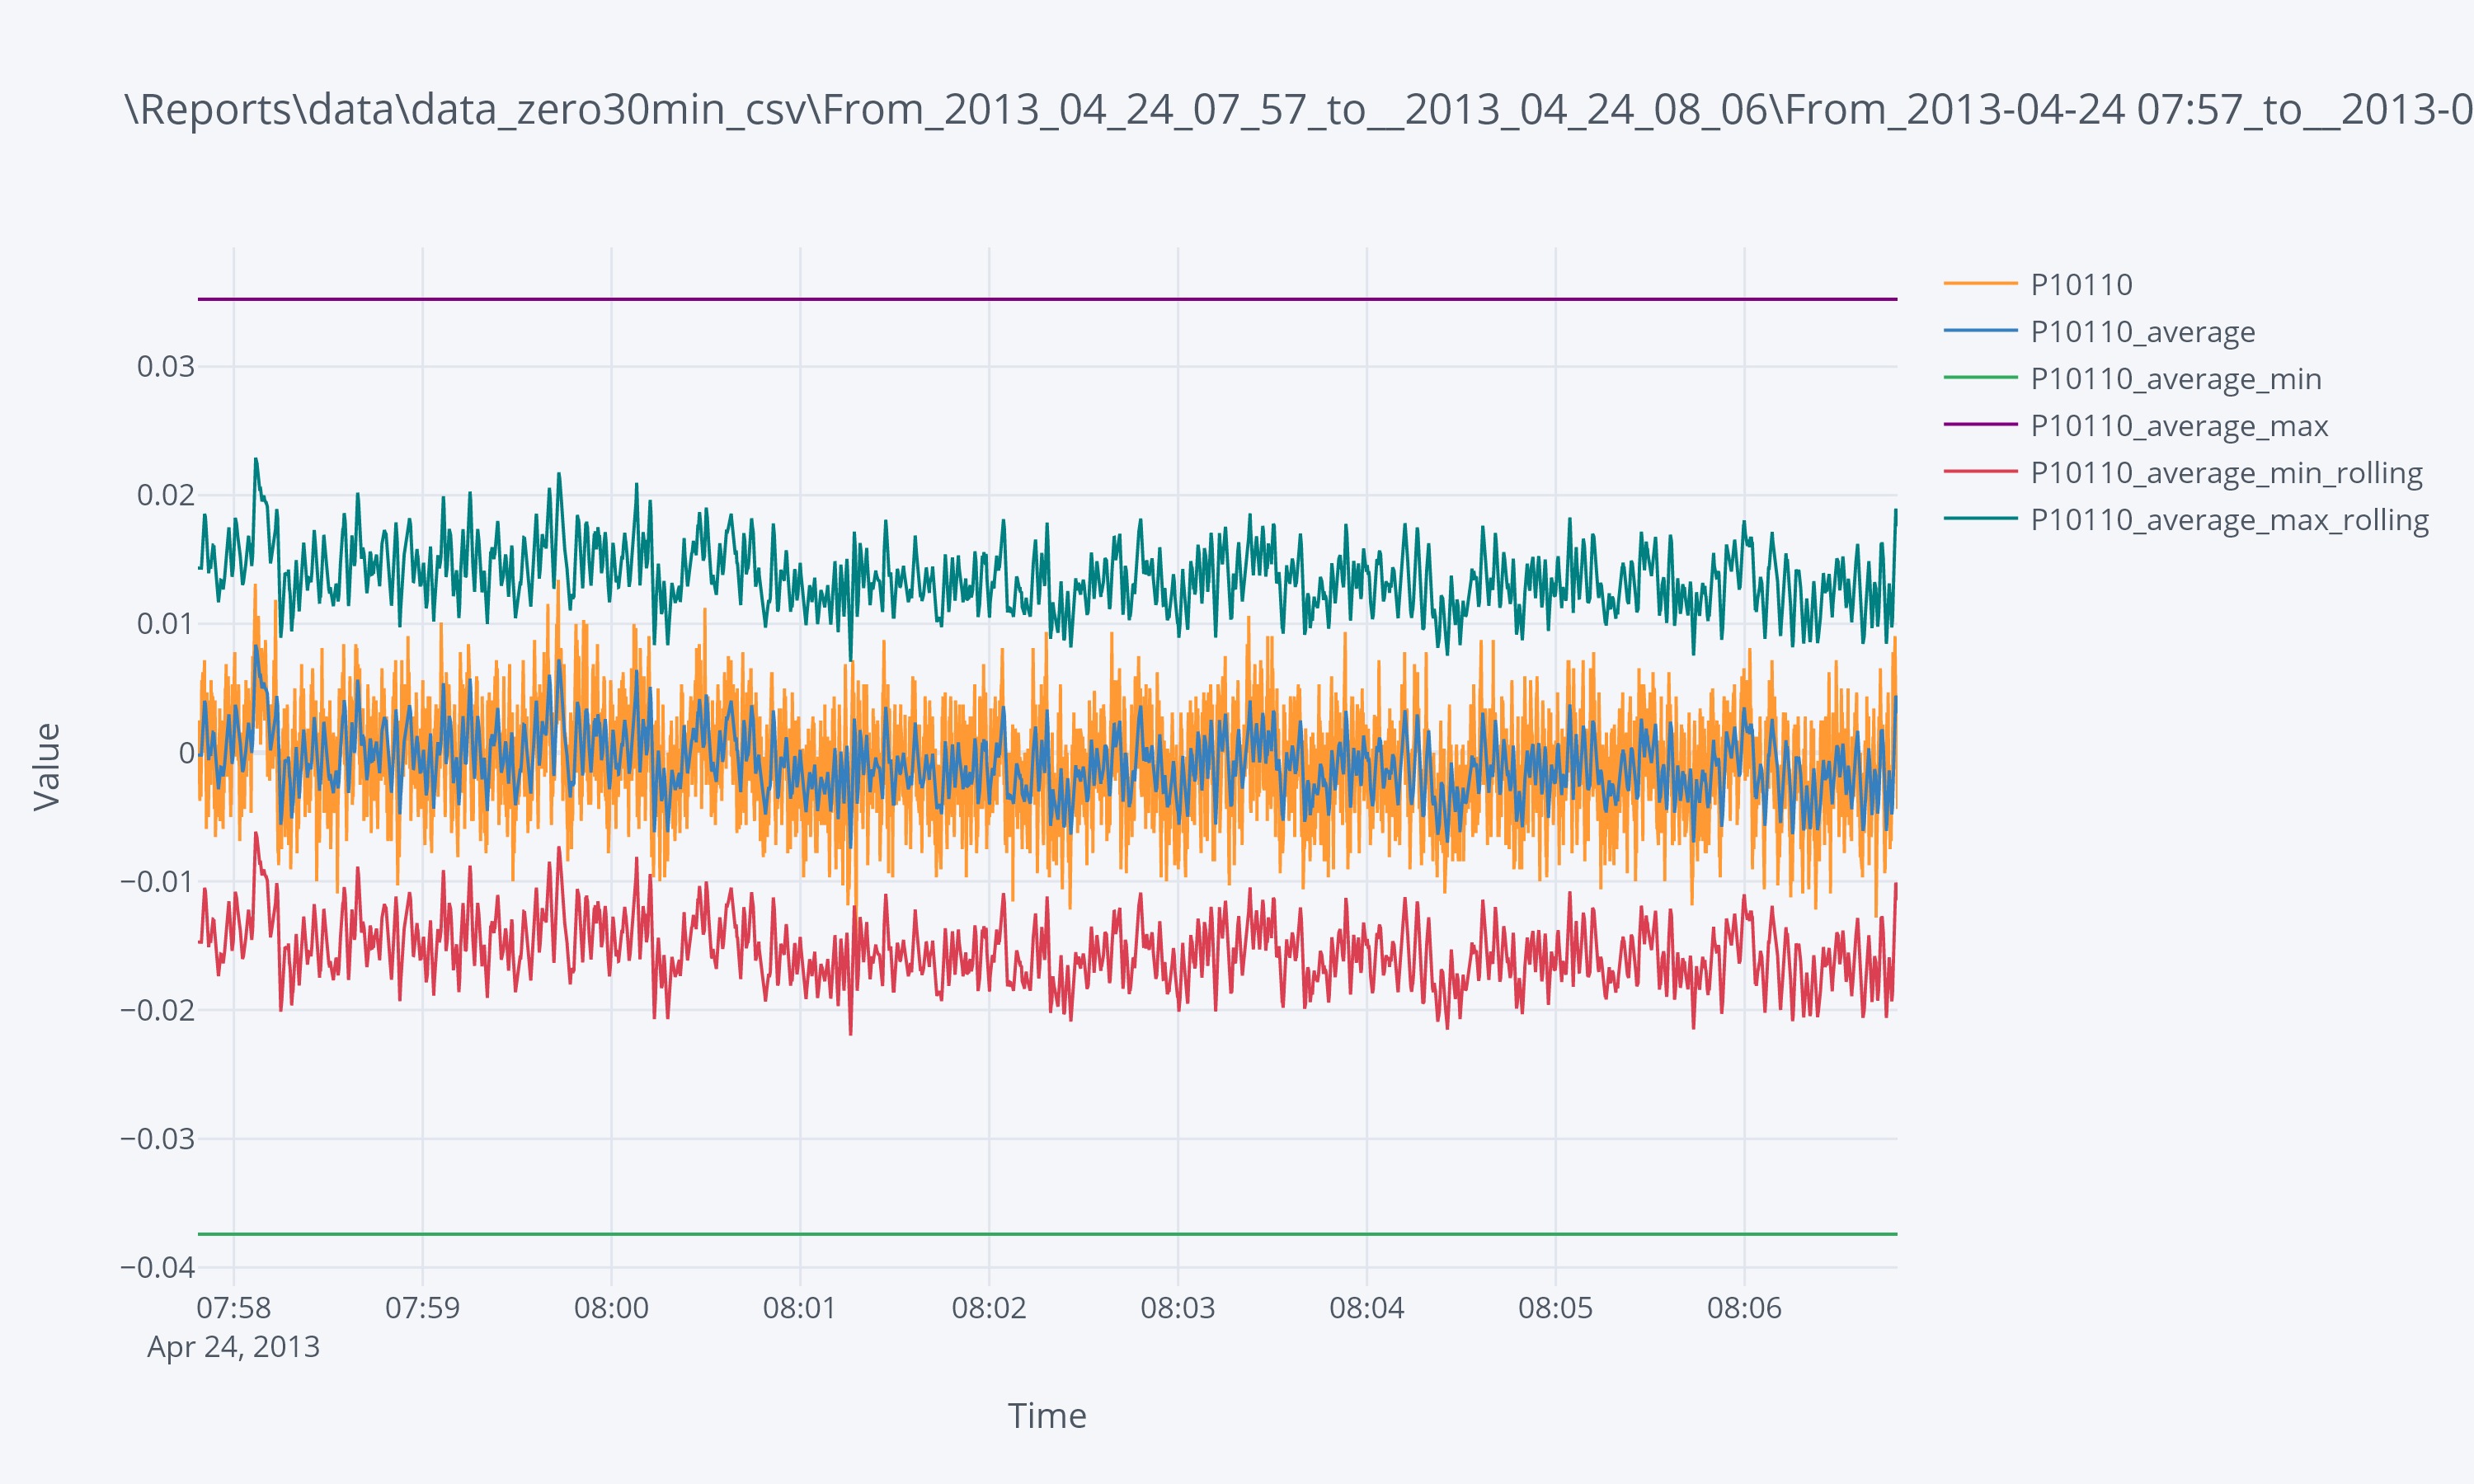 \Reports\data\data_zero30min_csv\From_2013_04_24_07_57_to__2013_04_24_08_06\From_2013-04-24 07:57_to__2013-0
P10110
P10110_average
P10110_average_min
P10110_average_max
P10110_average_min_rolling
P10110_average_max_rolling
Value
0.03
0.02
0.01
0
−0.01
−0.02
−0.03
−0.04
07:58 07:59 08:00 08:01 08:02 08:03 08:04 08:05 08:06
Apr 24, 2013
Time